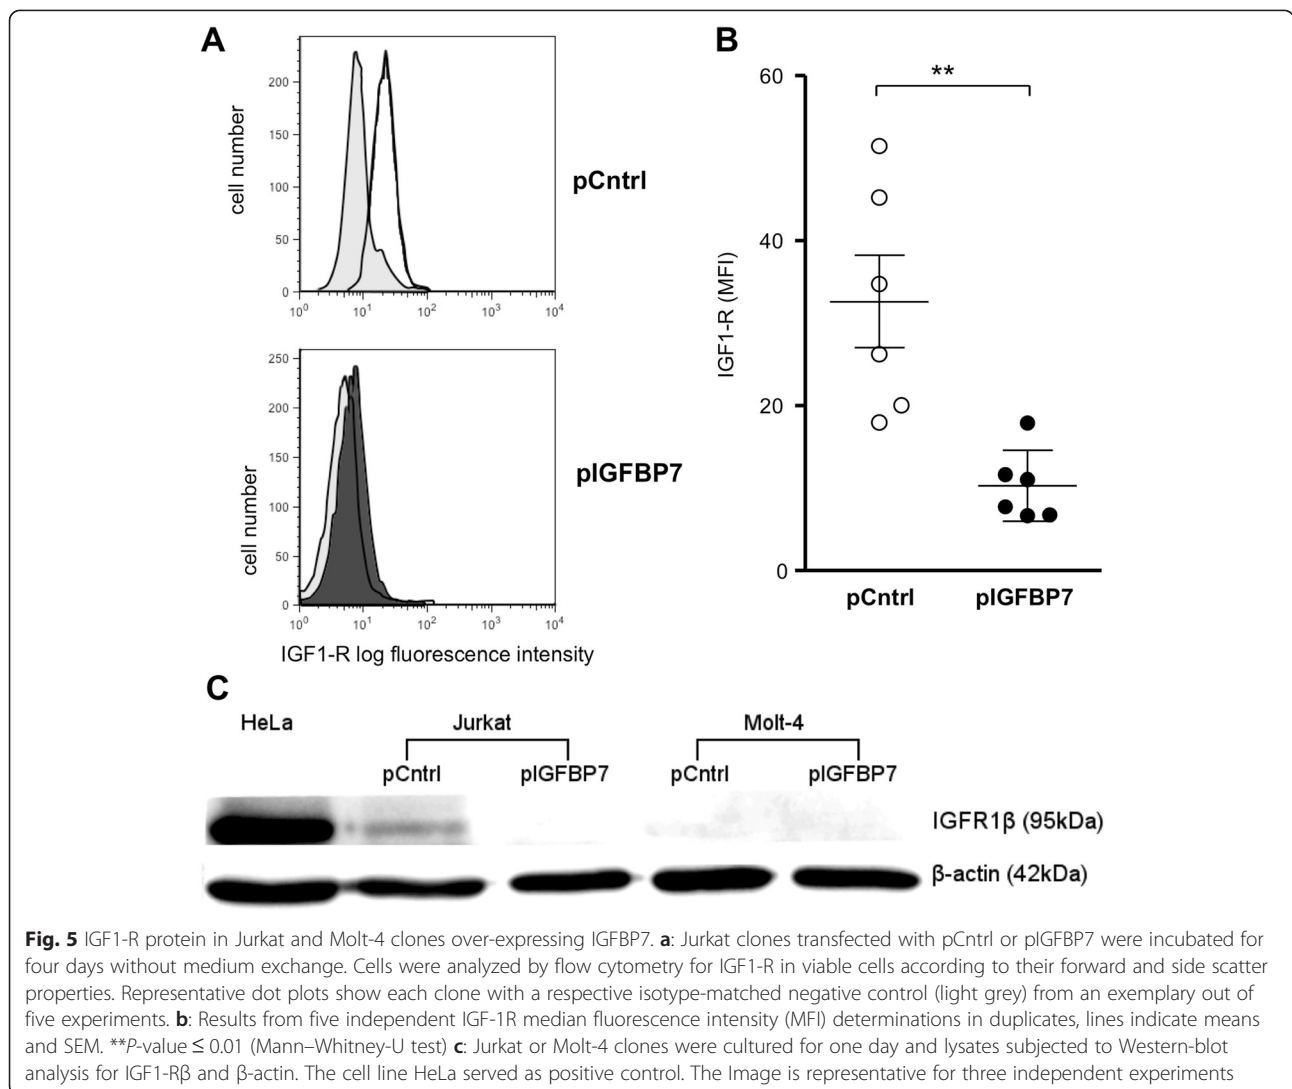 A
cell number
200
150
100
50
0
10^0 10^1 10^2 10^3 10^4
pCntrl
cell number
250
200
150
100
50
0
10^0 10^1 10^2 10^3 10^4
pIGFBP7
IGF1-R log fluorescence intensity
B
**
IGF1-R (MFI)
60
40
20
0
pCntrl pIGFBP7
C
HeLa Jurkat Molt-4
pCntrl pIGFBP7 pCntrl pIGFBP7
IGFR1β (95kDa)
β-actin (42kDa)
Fig. 5 IGF1-R protein in Jurkat and Molt-4 clones over-expressing IGFBP7. a: Jurkat clones transfected with pCntrl or pIGFBP7 were incubated for
four days without medium exchange. Cells were analyzed by flow cytometry for IGF1-R in viable cells according to their forward and side scatter
properties. Representative dot plots show each clone with a respective isotype-matched negative control (light grey) from an exemplary out of
five experiments. b: Results from five independent IGF-1R median fluorescence intensity (MFI) determinations in duplicates, lines indicate means
and SEM. **P-value ≤ 0.01 (Mann–Whitney-U test) c: Jurkat or Molt-4 clones were cultured for one day and lysates subjected to Western-blot
analysis for IGF1-Rβ and β-actin. The cell line HeLa served as positive control. The Image is representative for three independent experiments